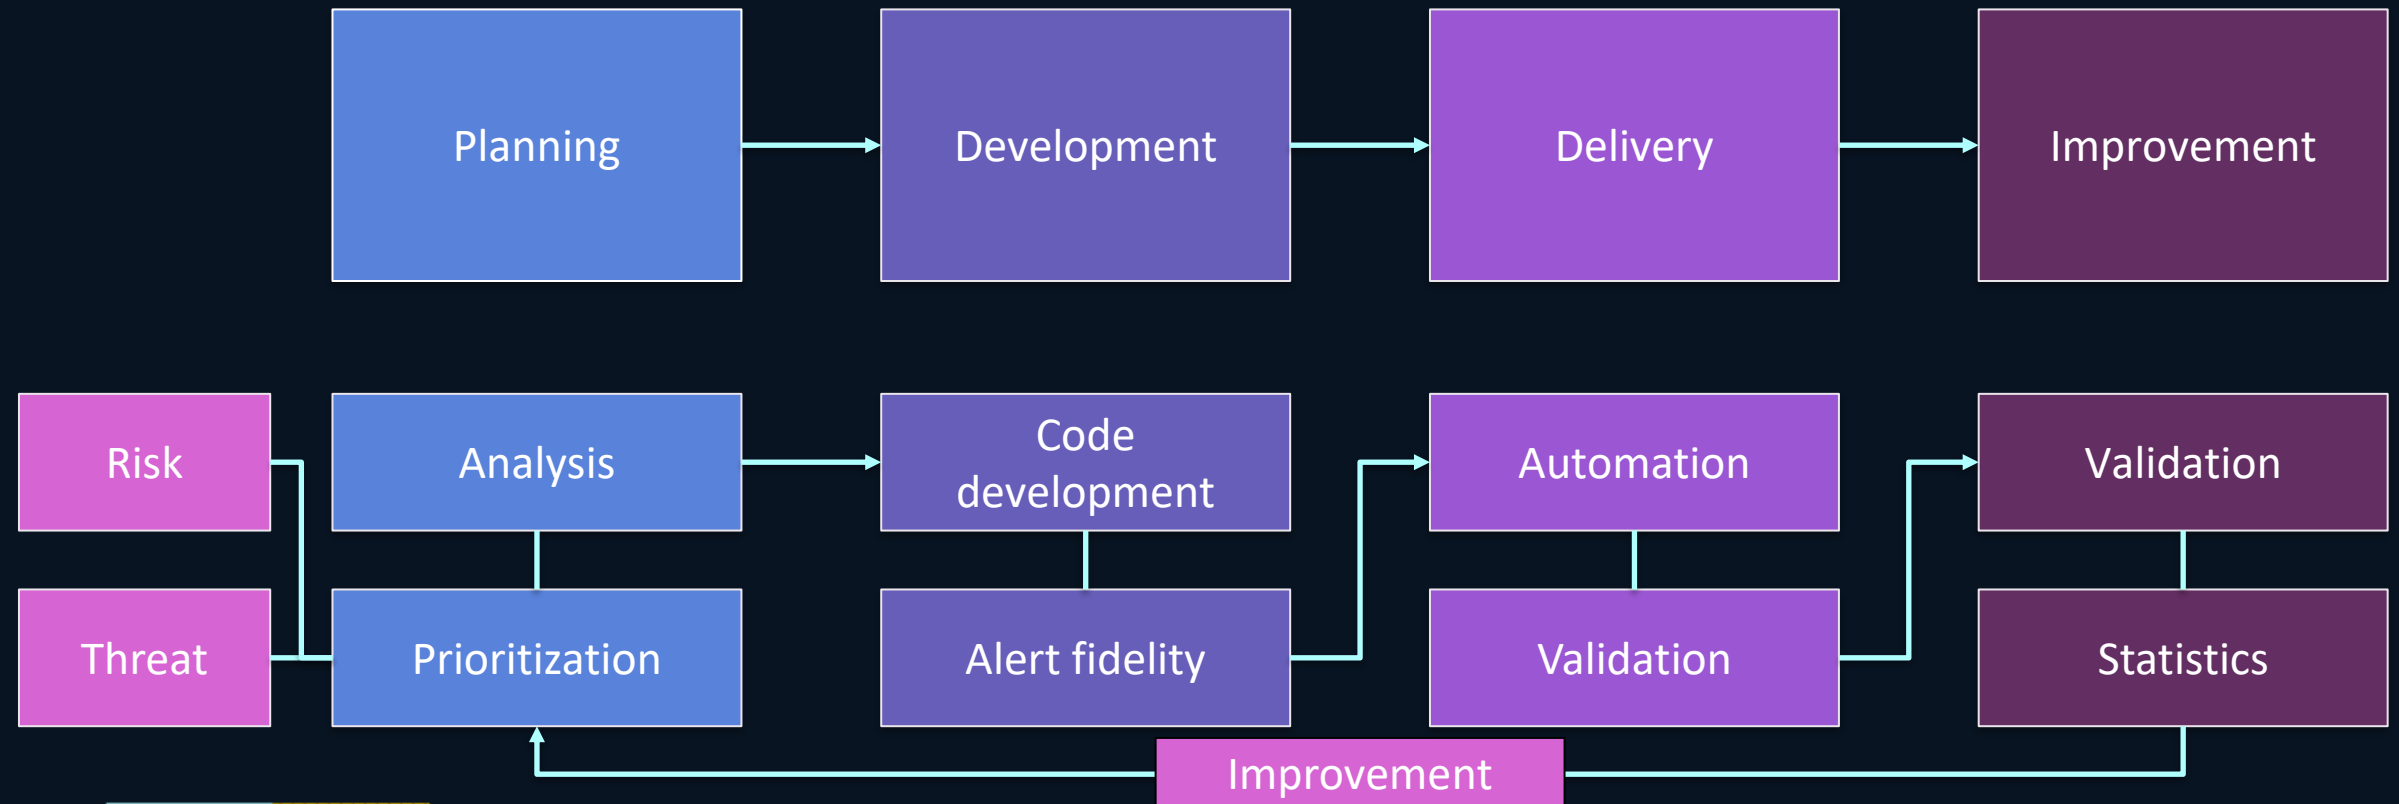 Planning
Development
Delivery
Improvement
Risk
Analysis
Code
development
Automation
Validation
Threat
Prioritization
Alert fidelity
Validation
Statistics
Improvement